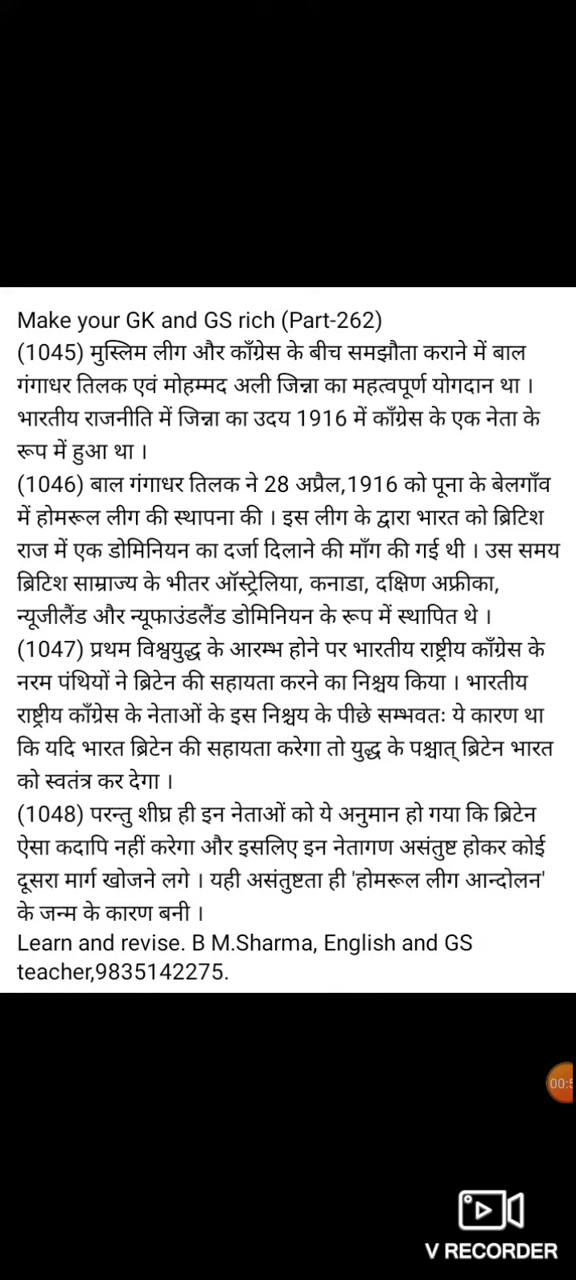 Make your GK and GS rich (Part-262)
(1045) मुस्लिम लीग और काँग्रेस के बीच समझौता कराने में बाल
गंगाधर तिलक एवं मोहम्मद अली जिन्ना का महत्वपूर्ण योगदान था ।
भारतीय राजनीति में जिन्ना का उदय 1916 में काँग्रेस के एक नेता के
रूप में हुआ था ।
(1046) बाल गंगाधर तिलक ने 28 अप्रैल,1916 को पूना के बेलगाँव
में होमरूल लीग की स्थापना की । इस लीग के द्वारा भारत को ब्रिटिश
राज में एक डोमिनियन का दर्जा दिलाने की माँग की गई थी । उस समय
ब्रिटिश साम्राज्य के भीतर ऑस्ट्रेलिया, कनाडा, दक्षिण अफ्रीका,
न्यूजीलैंड और न्यूफाउंडलैंड डोमिनियन के रूप में स्थापित थे ।
(1047) प्रथम विश्वयुद्ध के आरम्भ होने पर भारतीय राष्ट्रीय काँग्रेस के
नरम पंथियों ने ब्रिटेन की सहायता करने का निश्चय किया । भारतीय
राष्ट्रीय काँग्रेस के नेताओं के इस निश्चय के पीछे सम्भवतः ये कारण था
कि यदि भारत ब्रिटेन की सहायता करेगा तो युद्ध के पश्चात् ब्रिटेन भारत
को स्वतंत्र कर देगा ।
(1048) परन्तु शीघ्र ही इन नेताओं को ये अनुमान हो गया कि ब्रिटेन
ऐसा कदापि नहीं करेगा और इसलिए इन नेतागण असंतुष्ट होकर कोई
दूसरा मार्ग खोजने लगे । यही असंतुष्टता ही 'होमरूल लीग आन्दोलन'
के जन्म के कारण बनी ।
Learn and revise. B M.Sharma, English and GS
teacher,9835142275.
V RECORDER